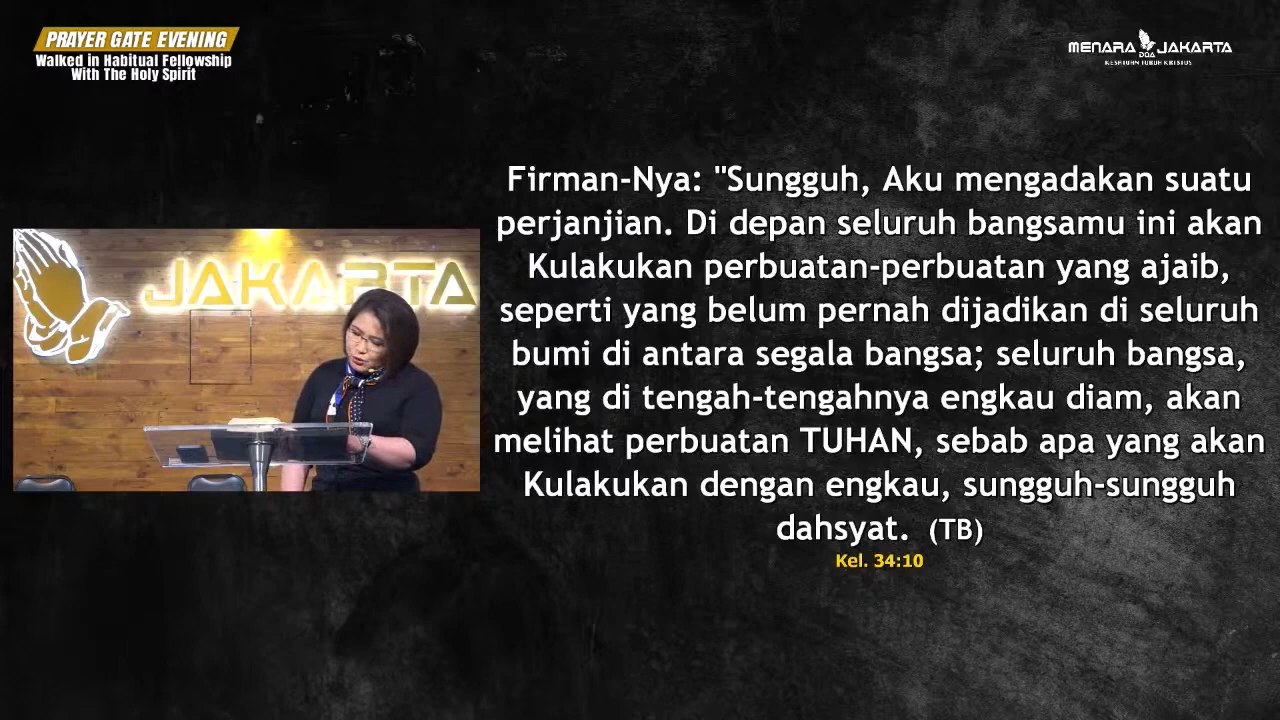 PRAYER GATE EVENING
Walked in Habitual Fellowship
With The Holy Spirit
MENARA DOA JAKARTA
KESATUAN TUBUH KRISTUS
JAKARTA
Firman-Nya: "Sungguh, Aku mengadakan suatu
perjanjian. Di depan seluruh bangsamu ini akan
Kulakukan perbuatan-perbuatan yang ajaib,
seperti yang belum pernah dijadikan di seluruh
bumi di antara segala bangsa; seluruh bangsa,
yang di tengah-tengahnya engkau diam, akan
melihat perbuatan TUHAN, sebab apa yang akan
Kulakukan dengan engkau, sungguh-sungguh
dahsyat. (TB)
Kel. 34:10